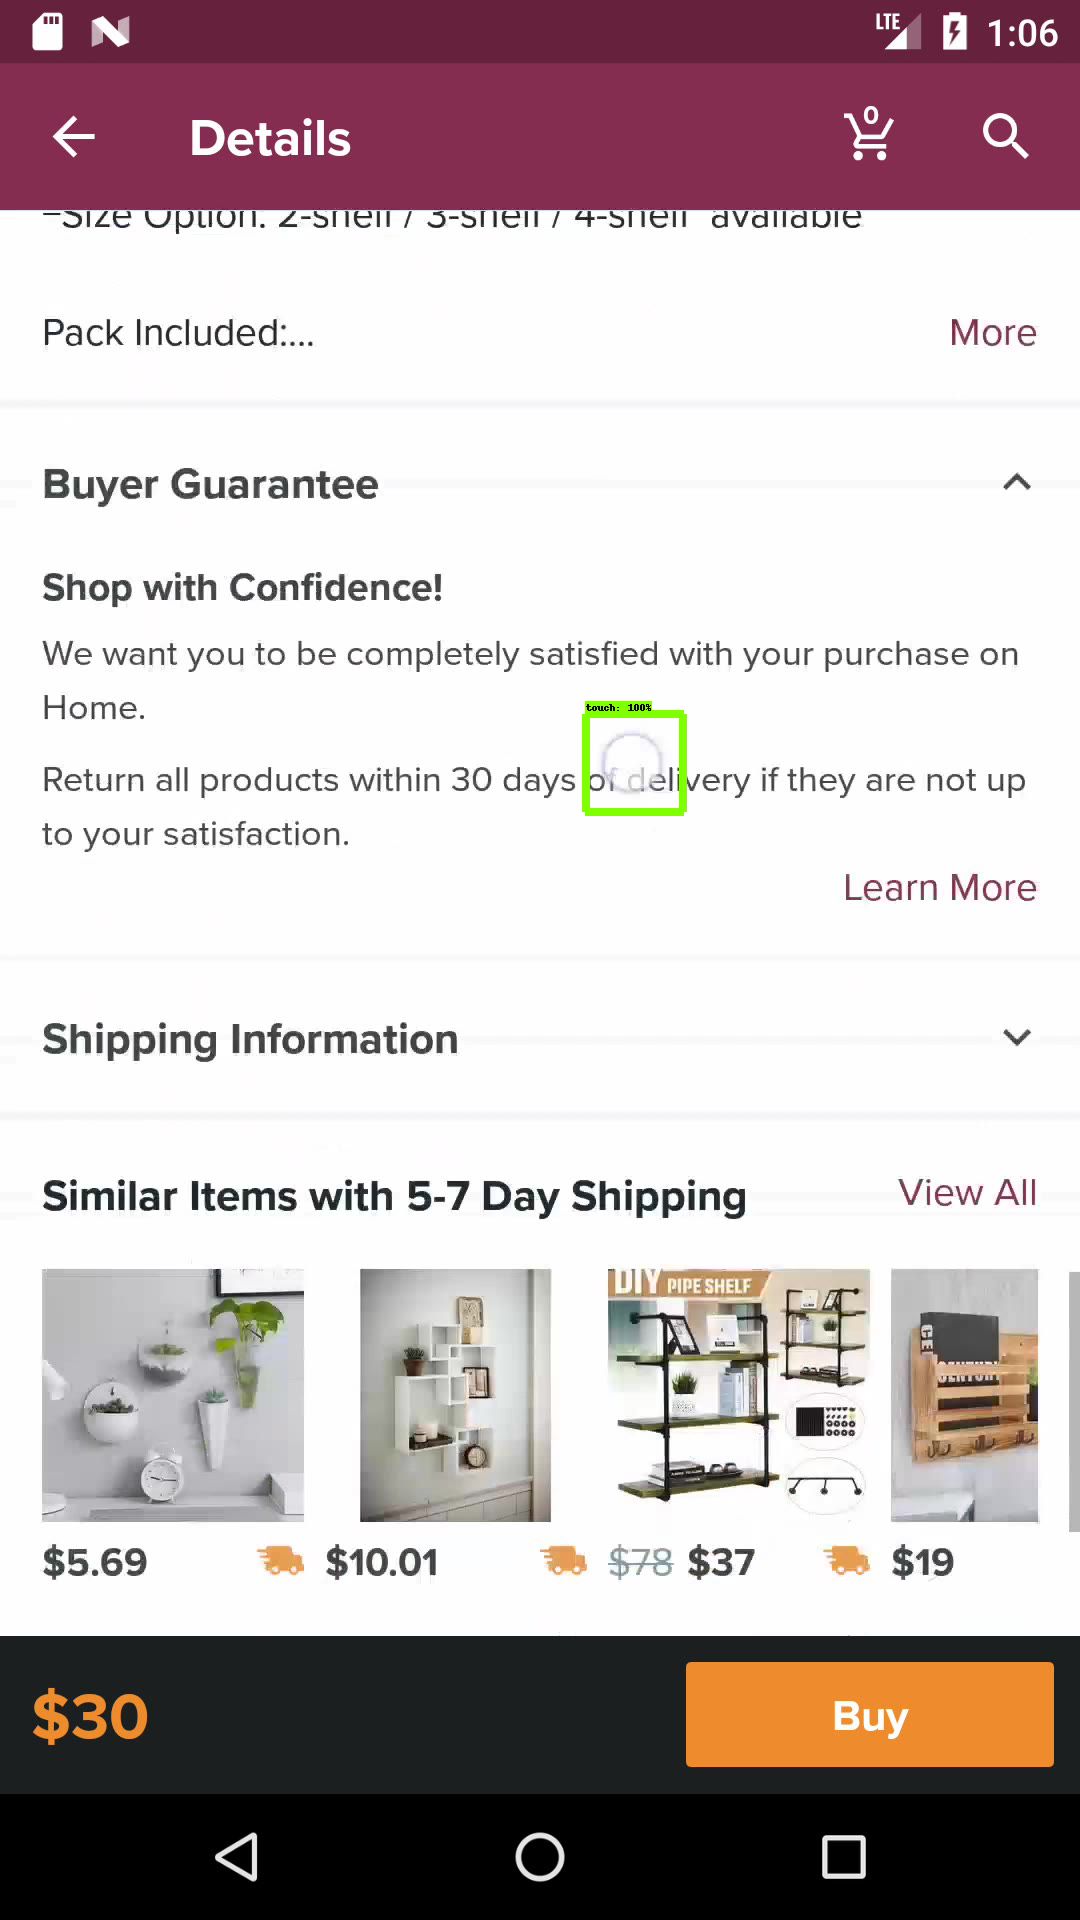 LTE 1:06
0
Details
-Size Option: 2-shelf / 3-shelf / 4-shelf available
Pack Included:... More
Buyer Guarantee
Shop with Confidence!
We want you to be completely satisfied with your purchase on
Home.
touch: 100%
Return all products within 30 days of delivery if they are not up
to your satisfaction.
Learn More
Shipping Information
Similar Items with 5-7 Day Shipping View All
DIY PIPE SHELF
$5.69 $10.01 $78 $37 $19
$30 Buy